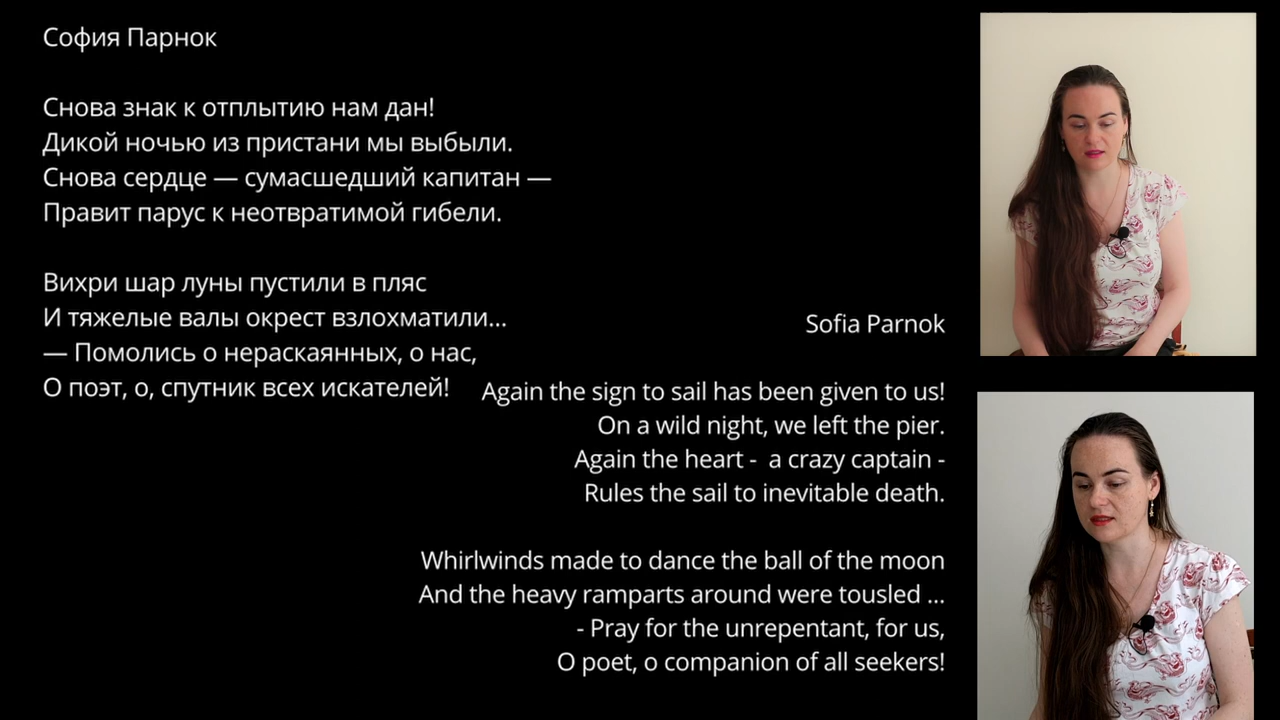 София Парнок
Снова знак к отплытию нам дан!
Дикой ночью из пристани мы выбыли.
Снова сердце — сумасшедший капитан —
Правит парус к неотвратимой гибели.
Вихри шар луны пустили в пляс
И тяжелые валы окрест взлохматили...
— Помолись о нераскаянных, о нас,
О поэт, о, спутник всех искателей!
Sofia Parnok
Again the sign to sail has been given to us!
On a wild night, we left the pier.
Again the heart -  a crazy captain -
Rules the sail to inevitable death.
Whirlwinds made to dance the ball of the moon
And the heavy ramparts around were tousled ...
- Pray for the unrepentant, for us,
O poet, o companion of all seekers!